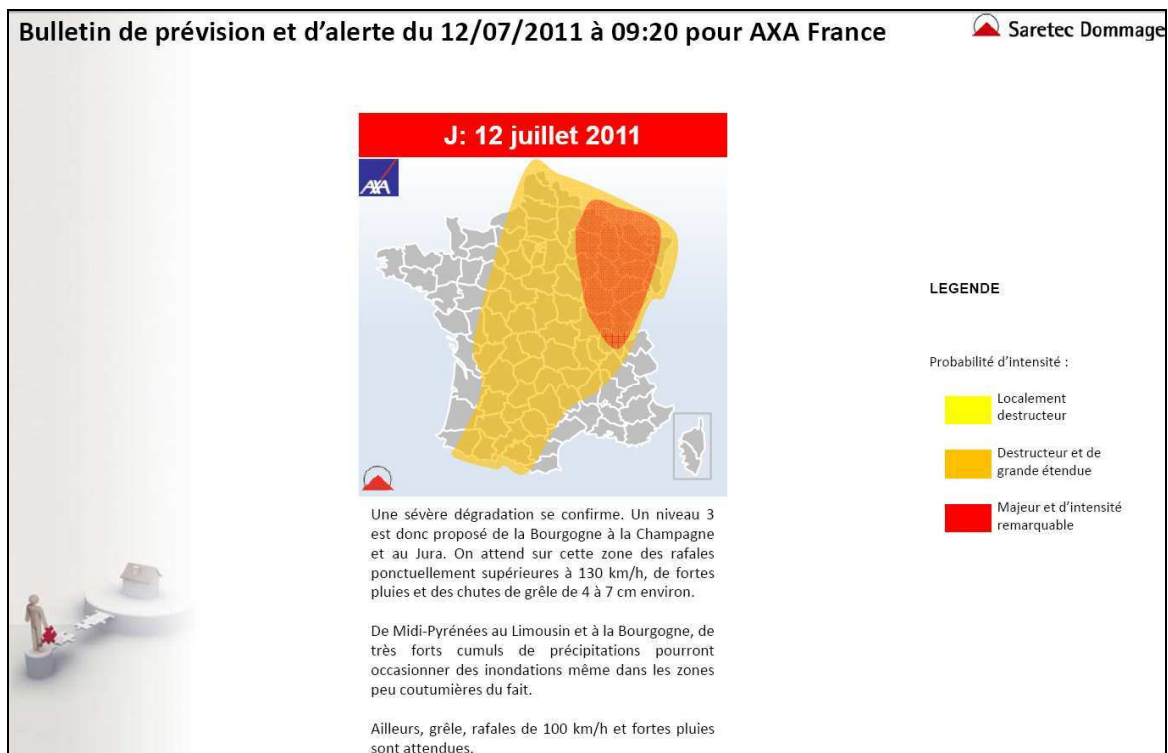 Bulletin de prévision et d'alerte du 12/07/2011 à 09:20 pour AXA France
Saretec Dommage
J: 12 juillet 2011
AXA
Une sévère dégradation se confirme. Un niveau 3
est donc proposé de la Bourgogne à la Champagne
et au Jura. On attend sur cette zone des rafales
ponctuellement supérieures à 130 km/h, de fortes
pluies et des chutes de grêle de 4 à 7 cm environ.
De Midi-Pyrénées au Limousin et à la Bourgogne, de
très forts cumuls de précipitations pourront
occasionner des inondations même dans les zones
peu coutumières du fait.
Ailleurs, grêle, rafales de 100 km/h et fortes pluies
sont attendues.
LEGENDE
Probabilité d'intensité :
Localement
destructeur
Destructeur et de
grande étendue
Majeur et d'intensité
remarquable